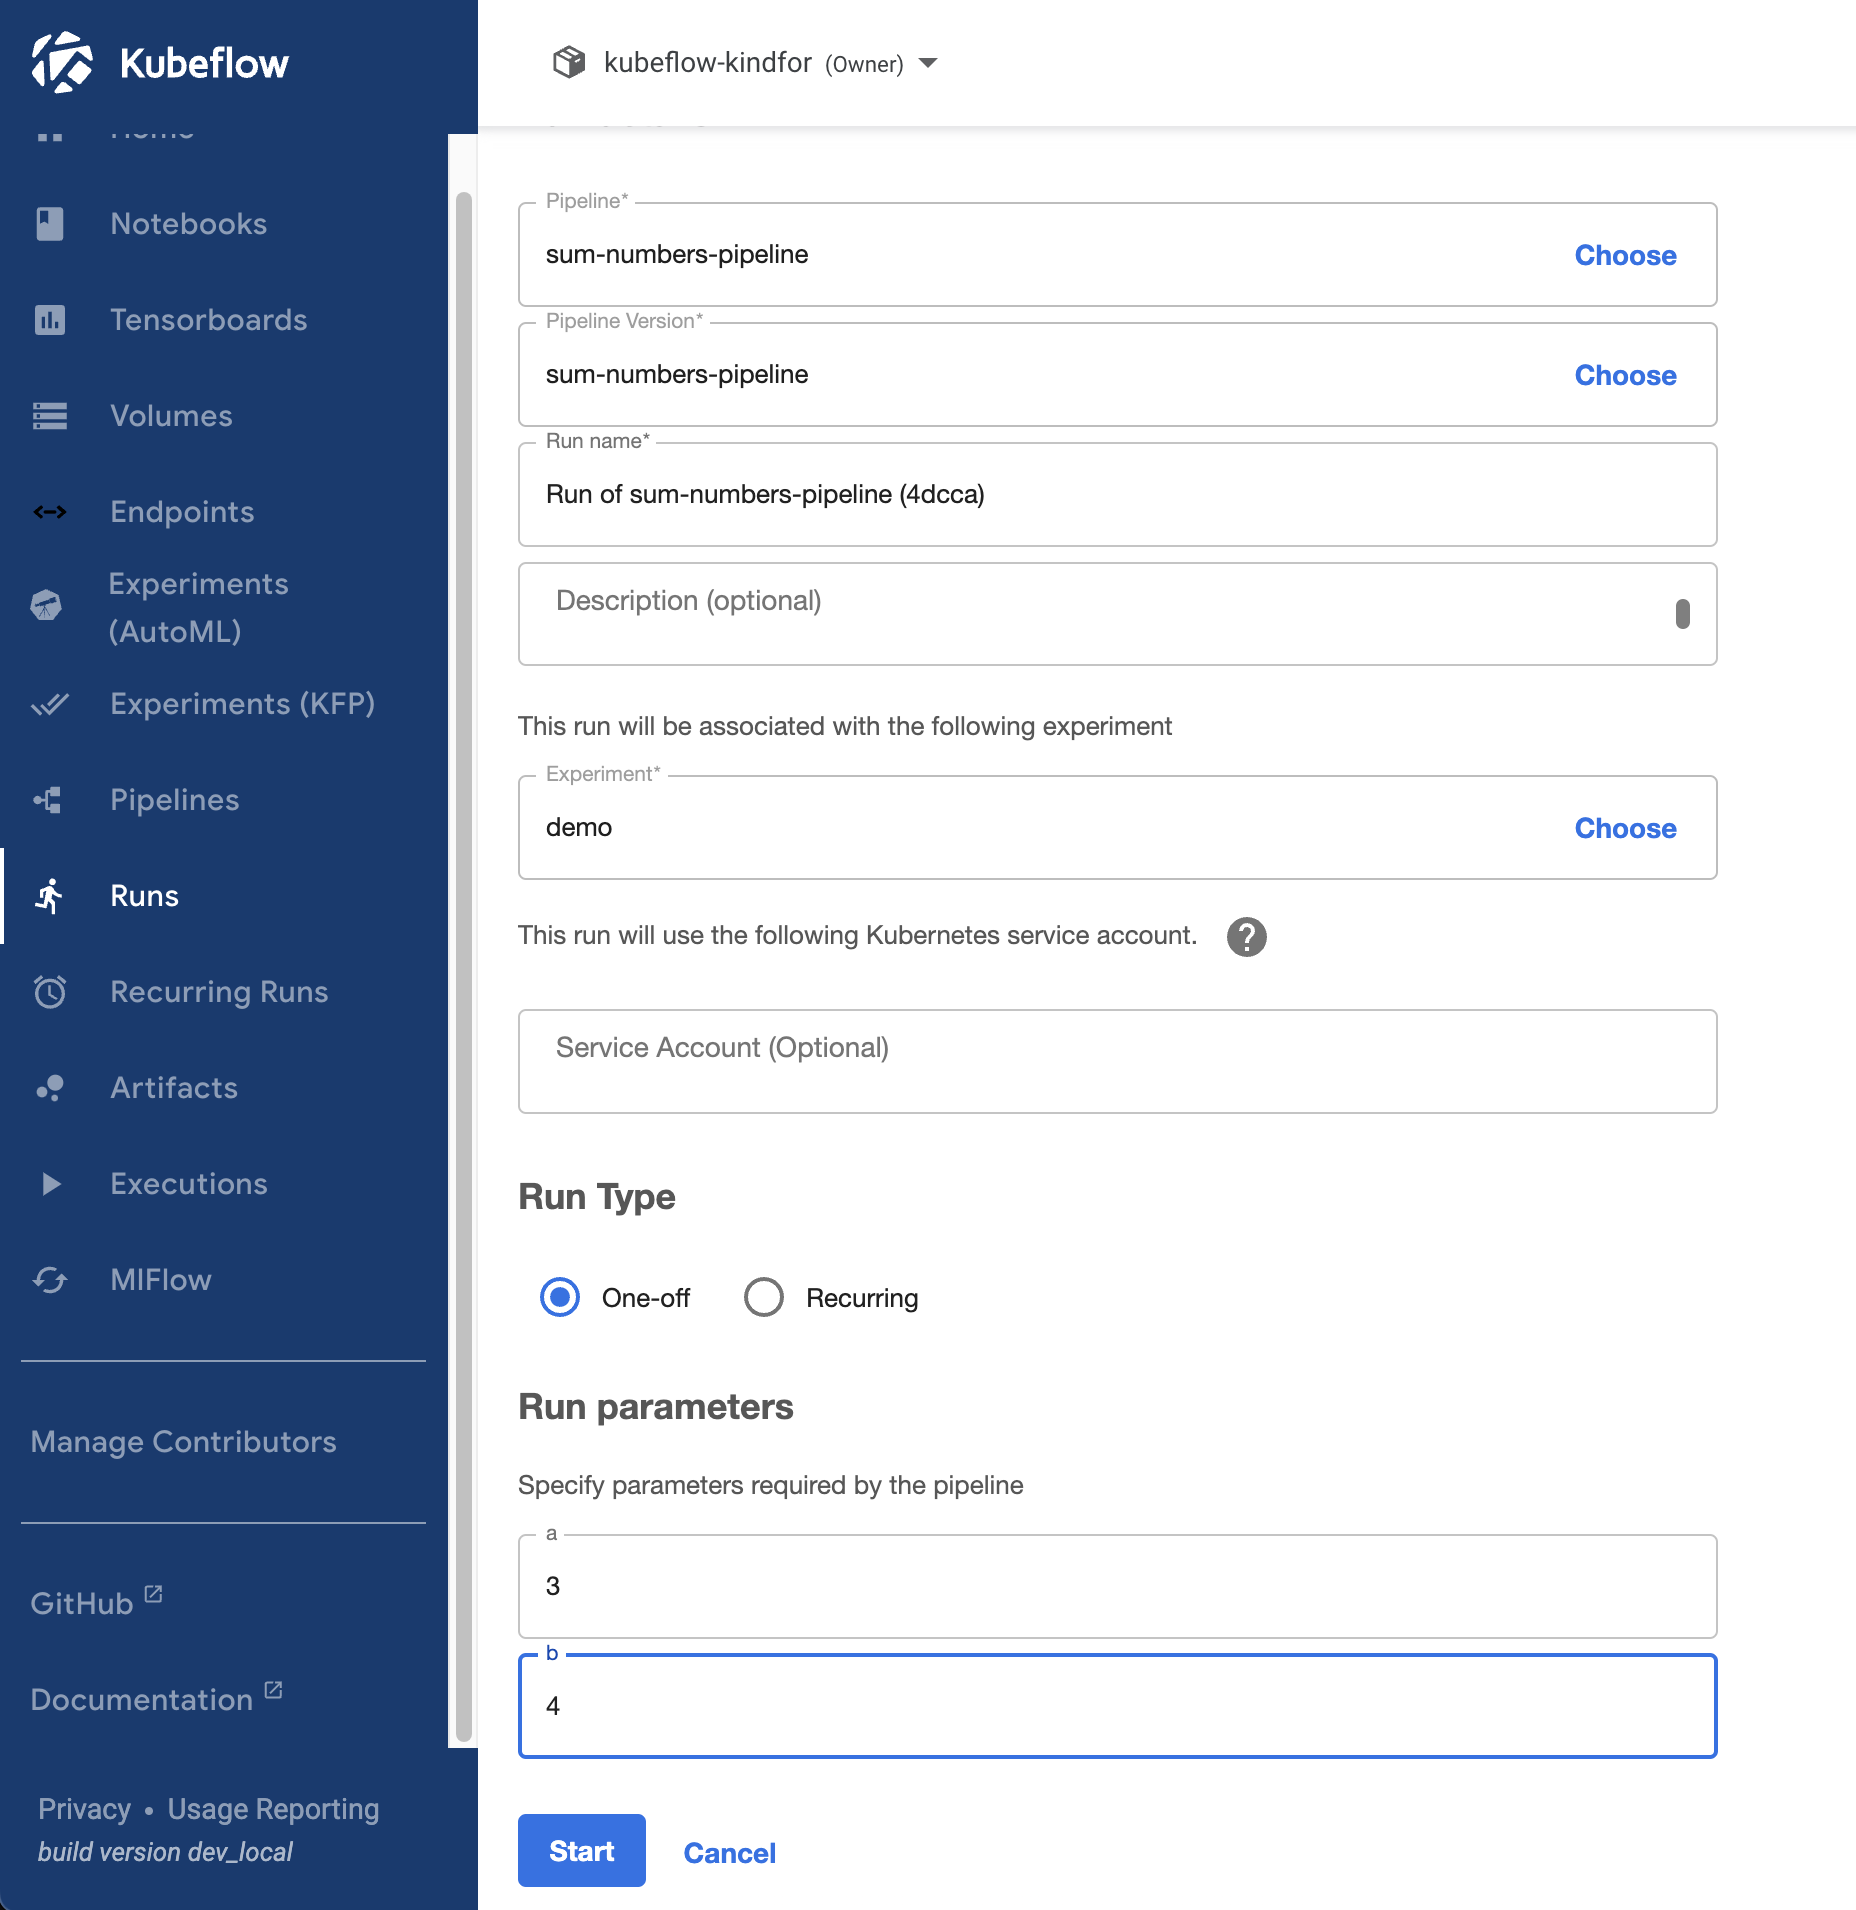 Kubeflow
kubeflow-kindfor (Owner)
Home
Notebooks
Tensorboards
Volumes
Endpoints
Experiments
(AutoML)
Experiments (KFP)
Pipelines
Runs
Recurring Runs
Artifacts
Executions
MlFlow
Manage Contributors
GitHub
Documentation
Privacy • Usage Reporting
build version dev_local
Pipeline*
sum-numbers-pipeline
Choose
Pipeline Version*
sum-numbers-pipeline
Choose
Run name*
Run of sum-numbers-pipeline (4dcca)
Description (optional)
This run will be associated with the following experiment
Experiment*
demo
Choose
This run will use the following Kubernetes service account.
Service Account (Optional)
Run Type
One-off
Recurring
Run parameters
Specify parameters required by the pipeline
a
3
b
4
Start
Cancel